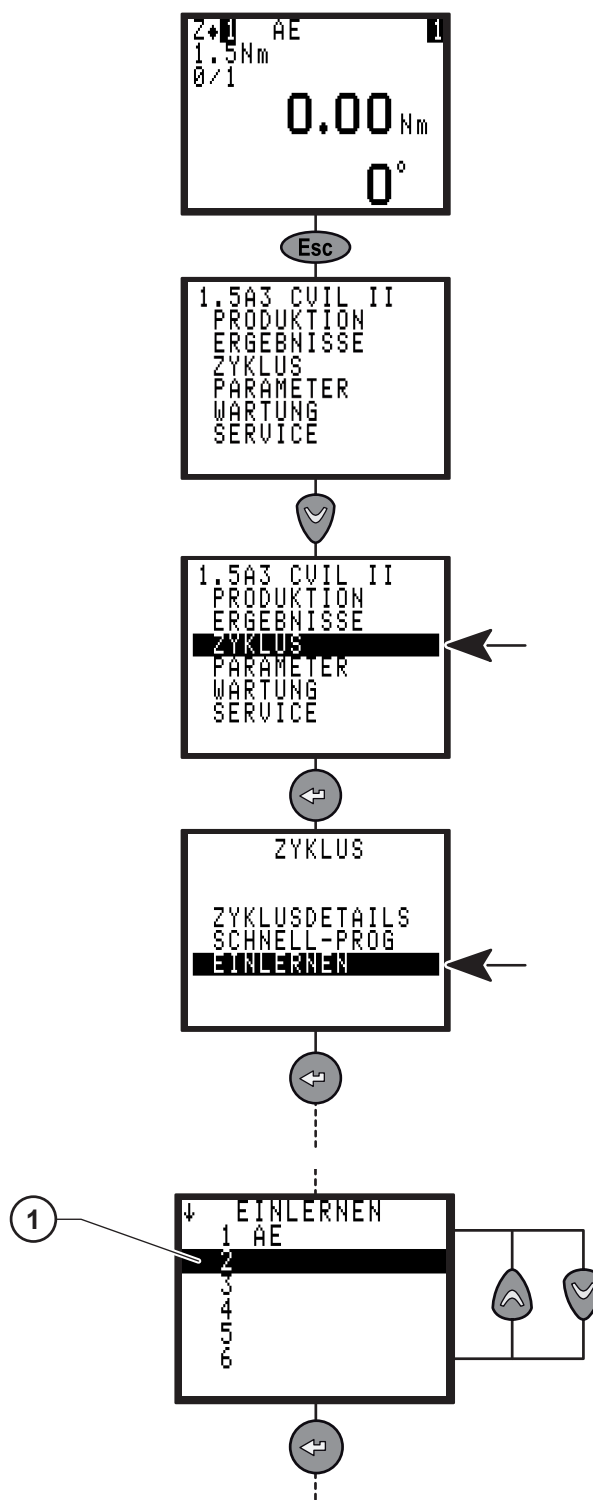 Z♦1 AE 1
1.5Nm
0/1
0.00 Nm
0°
Esc
1.5A3 CVIL II
PRODUKTION
ERGEBNISSE
ZYKLUS
PARAMETER
WARTUNG
SERVICE
1.5A3 CVIL II
PRODUKTION
ERGEBNISSE
ZYKLUS
PARAMETER
WARTUNG
SERVICE
ZYKLUS
ZYKLUSDETAILS
SCHNELL-PROG
EINLERNEN
1
↓ EINLERNEN
1 AE
2
3
4
5
6